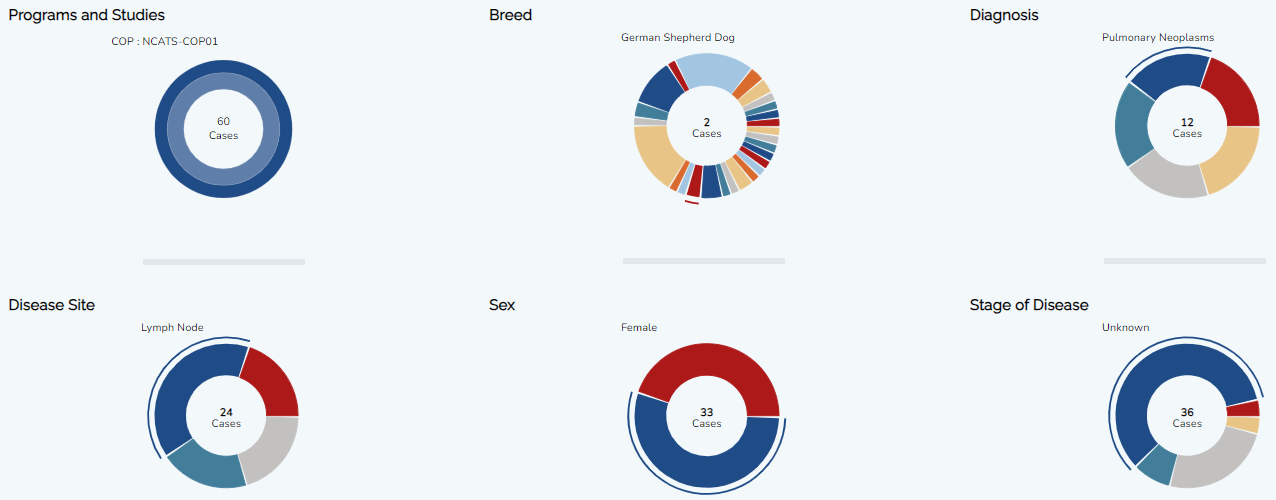 Programs and Studies
COP : NCATS-COP01
60
Cases
Breed
German Shepherd Dog
2
Cases
Diagnosis
Pulmonary Neoplasms
12
Cases
Disease Site
Lymph Node
24
Cases
Sex
Female
33
Cases
Stage of Disease
Unknown
36
Cases